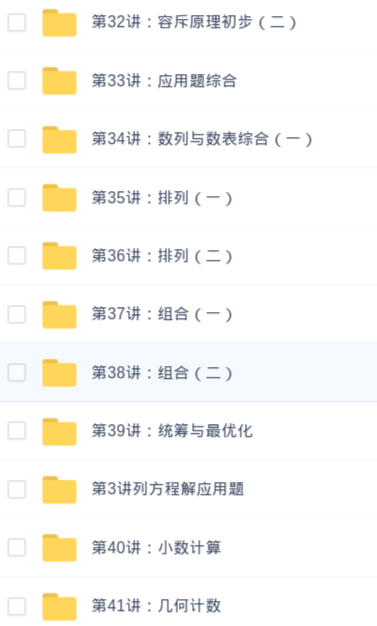 第32讲：容斥原理初步（二）
第33讲：应用题综合
第34讲：数列与数表综合（一）
第35讲：排列（一）
第36讲：排列（二）
第37讲：组合（一）
第38讲：组合（二）
第39讲：统筹与最优化
第3讲列方程解应用题
第40讲：小数计算
第41讲：几何计数